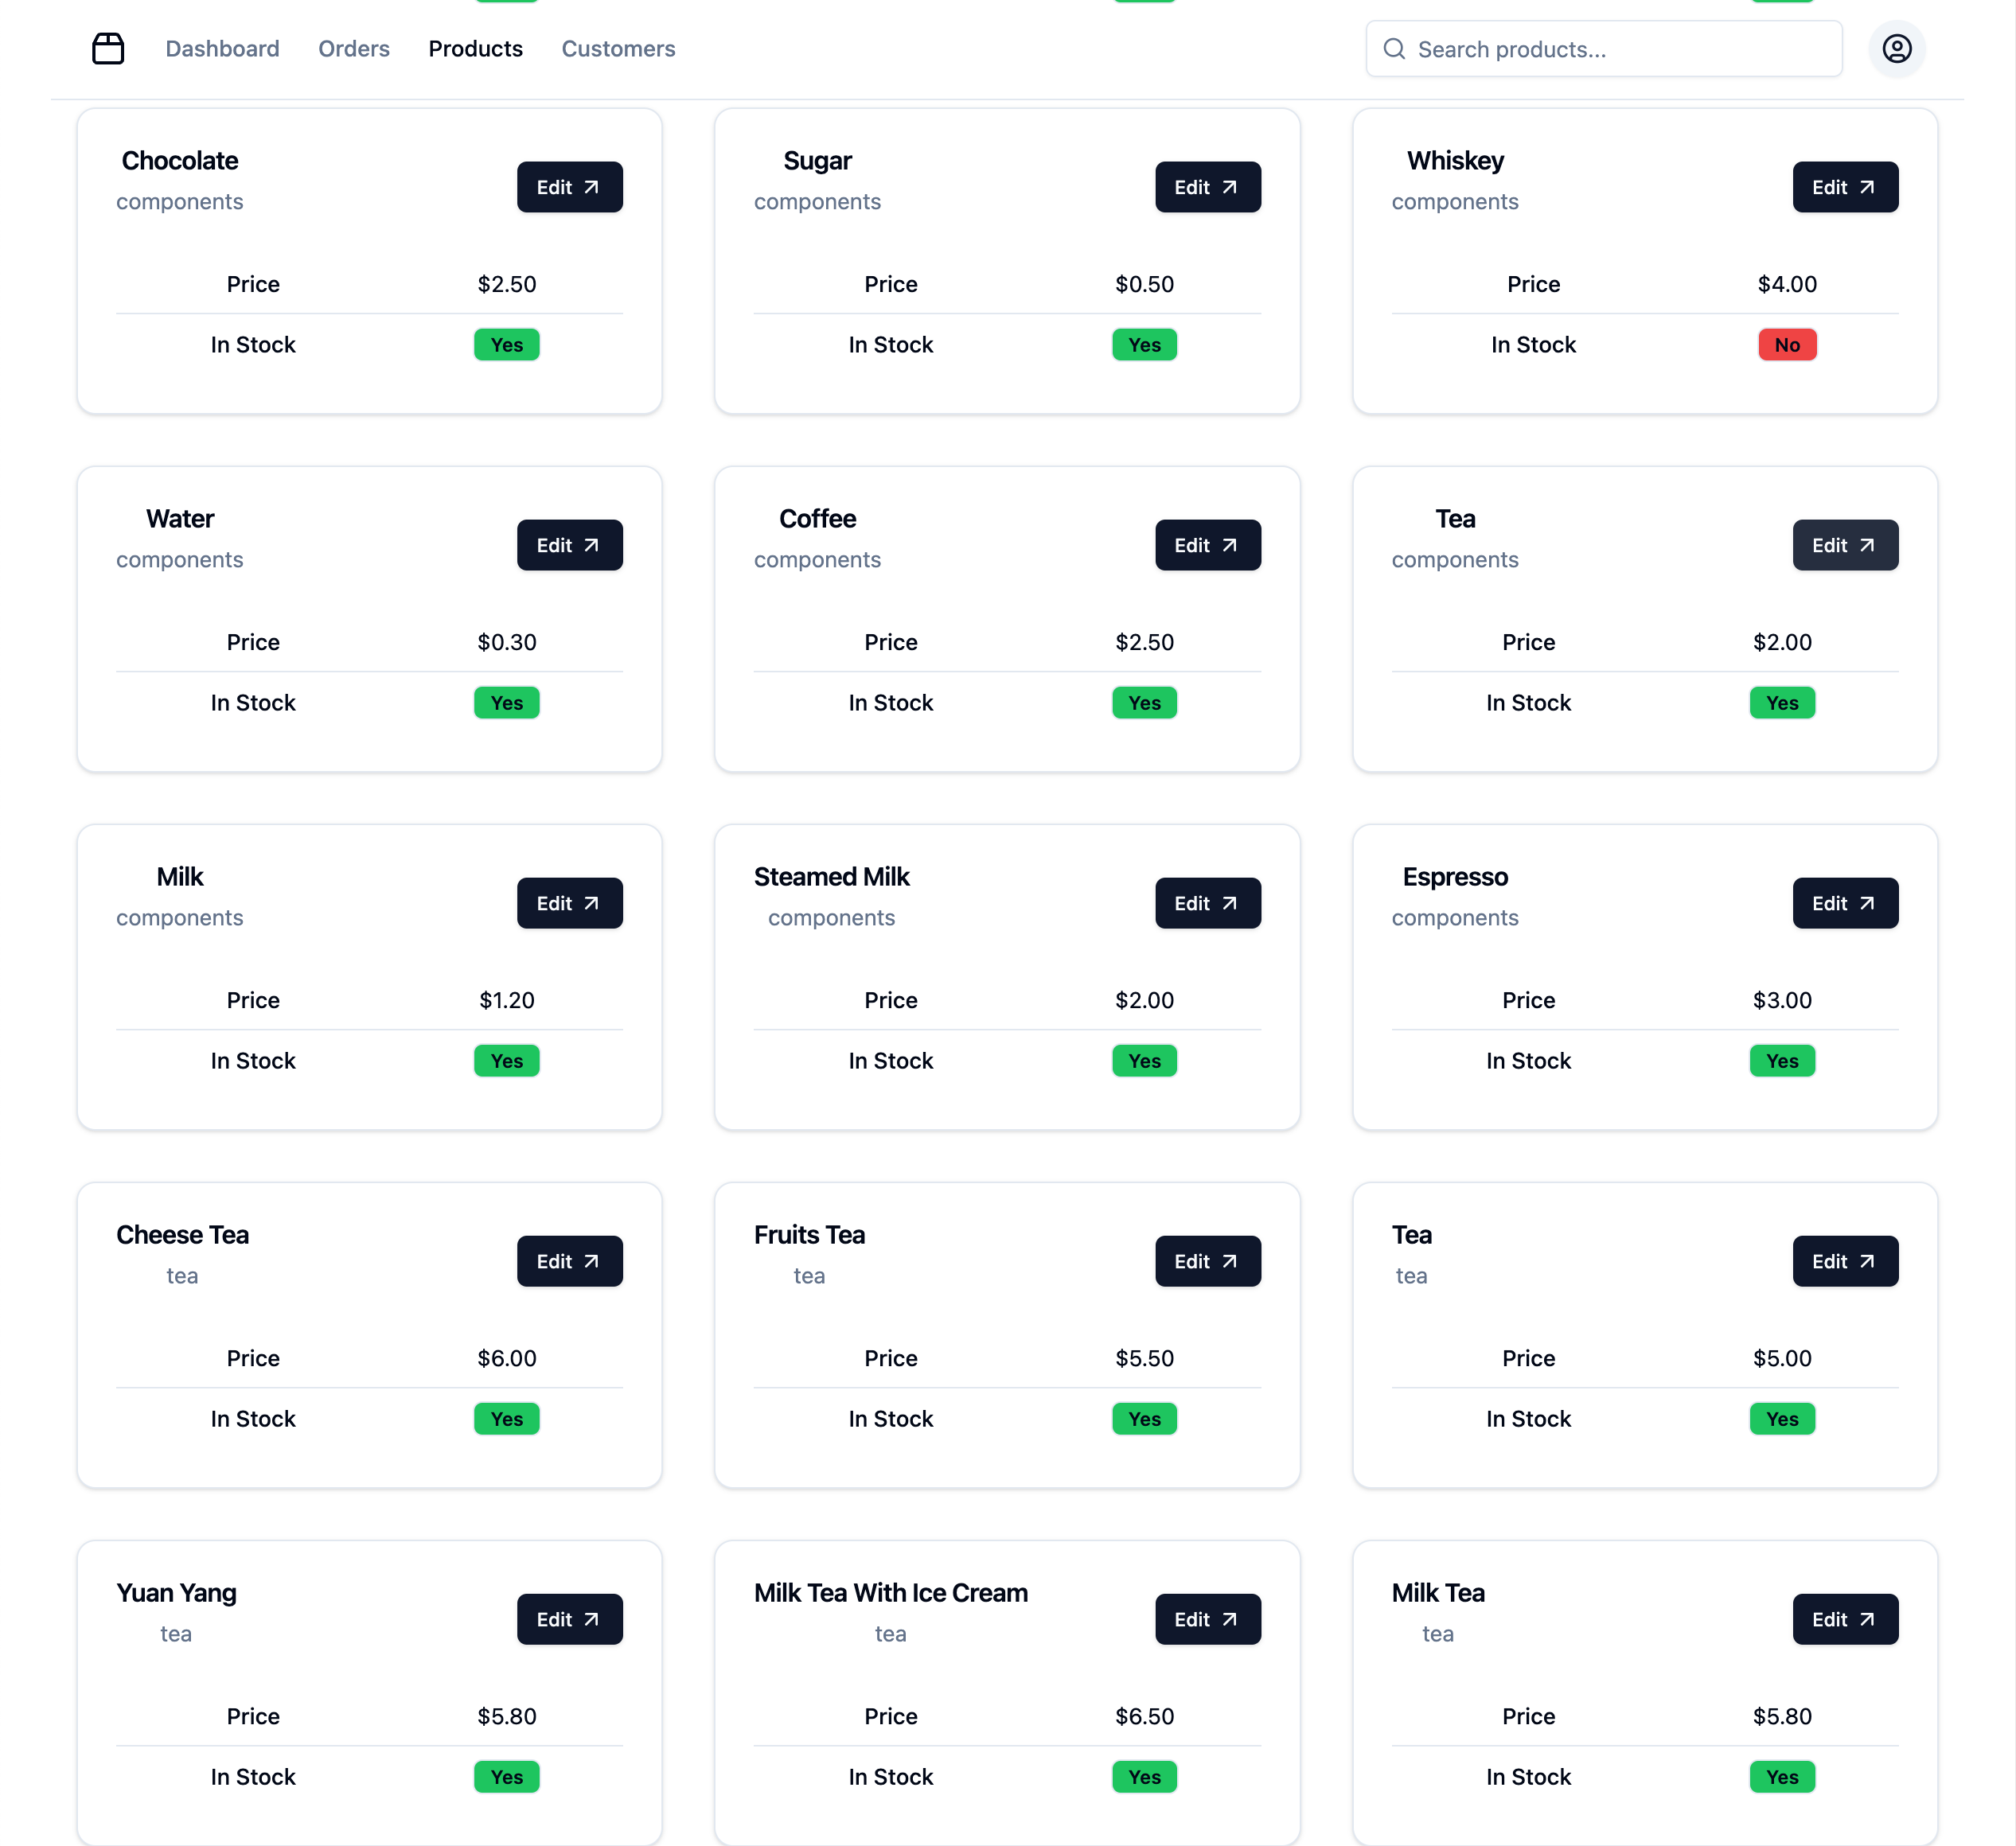 Dashboard Orders Products Customers Search products...
Chocolate
components
Edit
Price $2.50
In Stock Yes
Sugar
components
Edit
Price $0.50
In Stock Yes
Whiskey
components
Edit
Price $4.00
In Stock No
Water
components
Edit
Price $0.30
In Stock Yes
Coffee
components
Edit
Price $2.50
In Stock Yes
Tea
components
Edit
Price $2.00
In Stock Yes
Milk
components
Edit
Price $1.20
In Stock Yes
Steamed Milk
components
Edit
Price $2.00
In Stock Yes
Espresso
components
Edit
Price $3.00
In Stock Yes
Cheese Tea
tea
Edit
Price $6.00
In Stock Yes
Fruits Tea
tea
Edit
Price $5.50
In Stock Yes
Tea
tea
Edit
Price $5.00
In Stock Yes
Yuan Yang
tea
Edit
Price $5.80
In Stock Yes
Milk Tea With Ice Cream
tea
Edit
Price $6.50
In Stock Yes
Milk Tea
tea
Edit
Price $5.80
In Stock Yes